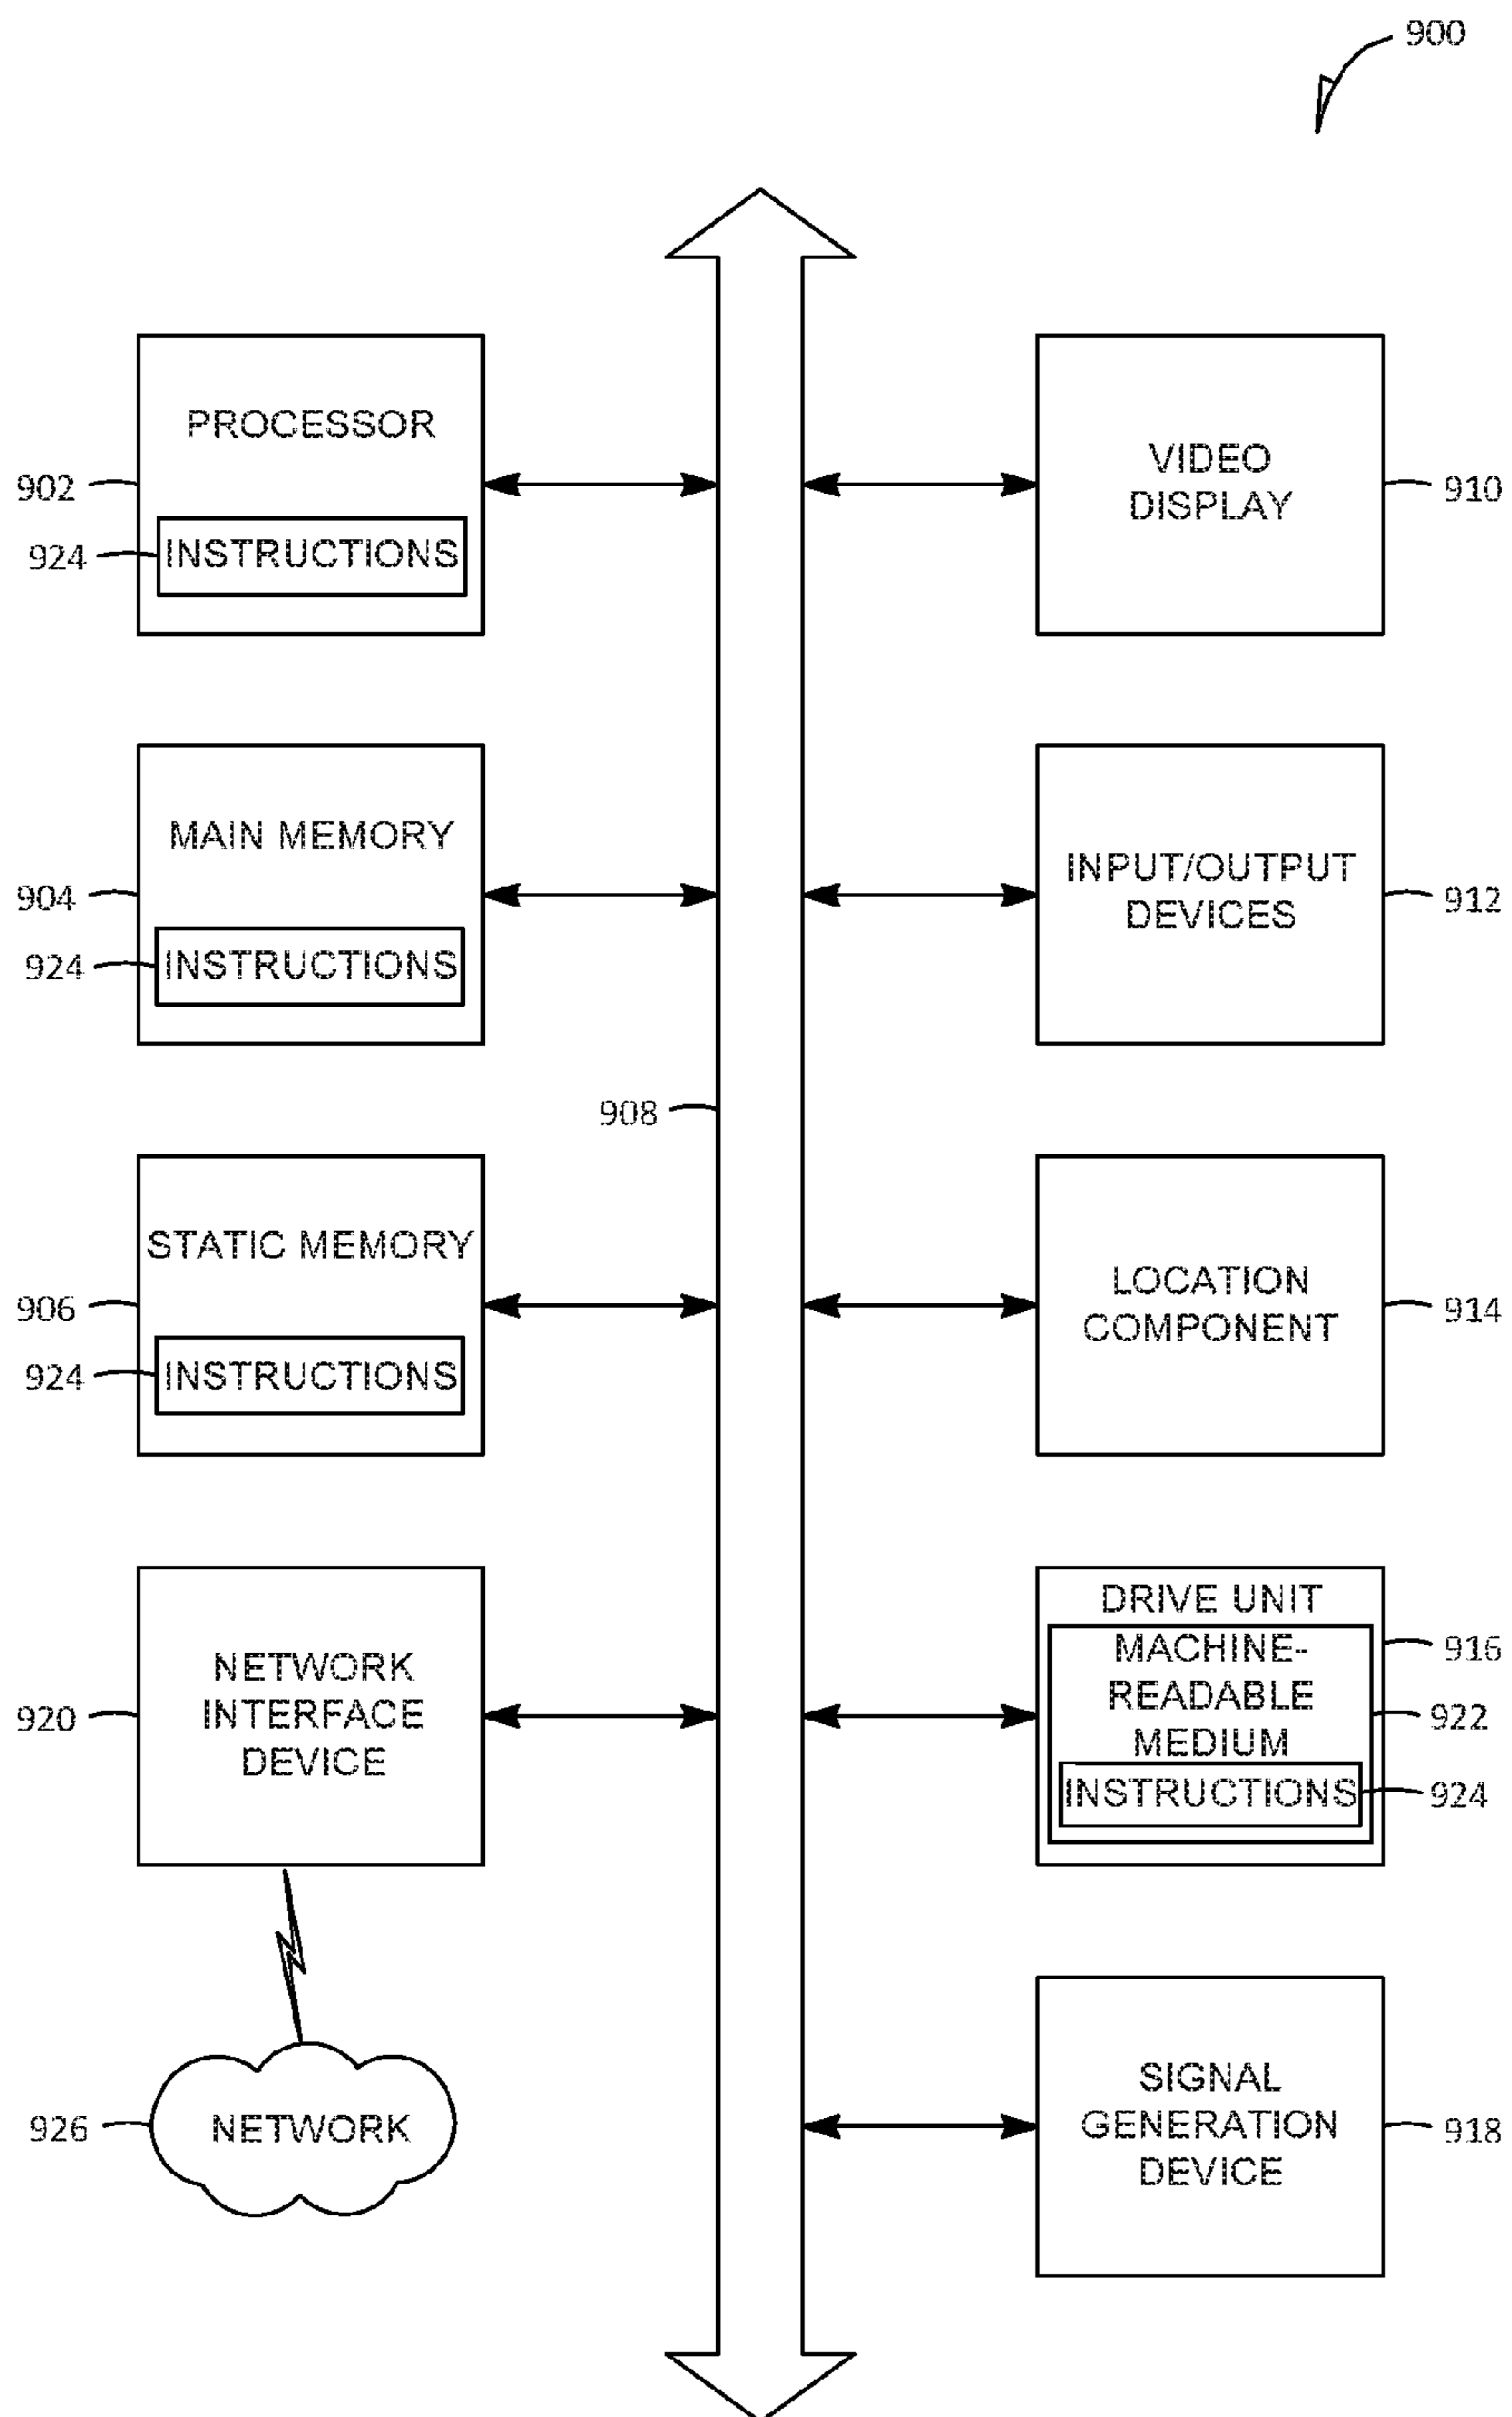 900
PROCESSOR
902
924
INSTRUCTIONS
VIDEO
DISPLAY
910
MAIN MEMORY
904
924
INSTRUCTIONS
INPUT/OUTPUT
DEVICES
912
908
STATIC MEMORY
906
924
INSTRUCTIONS
LOCATION
COMPONENT
914
NETWORK
INTERFACE
DEVICE
920
DRIVE UNIT
MACHINE-
READABLE
MEDIUM
INSTRUCTIONS
916
922
924
NETWORK
926
SIGNAL
GENERATION
DEVICE
918